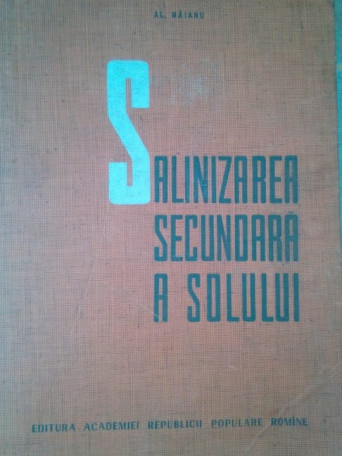 AL. MĂIANU
SALINIZAREA
SECUNDARĂ
A SOLULUI
EDITURA ACADEMIEI REPUBLICII POPULARE ROMÎNE